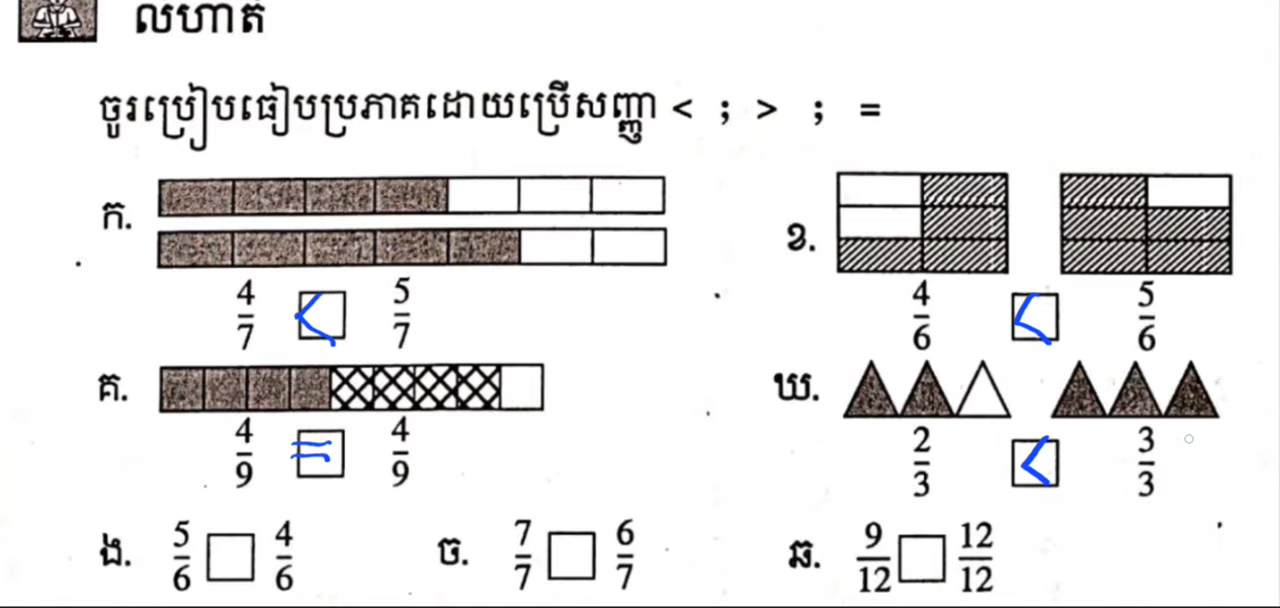 លំហាត់
ចូរប្រៀបធៀបប្រភាគដោយប្រើសញ្ញា < ; > ; =
ក. 4/7 < 5/7
ខ. 4/6 < 5/6
គ. 4/9 = 4/9
ឃ. 2/3 < 3/3
ង. 5/6 □ 4/6 ច. 7/7 □ 6/7 ឆ. 9/12 □ 12/12